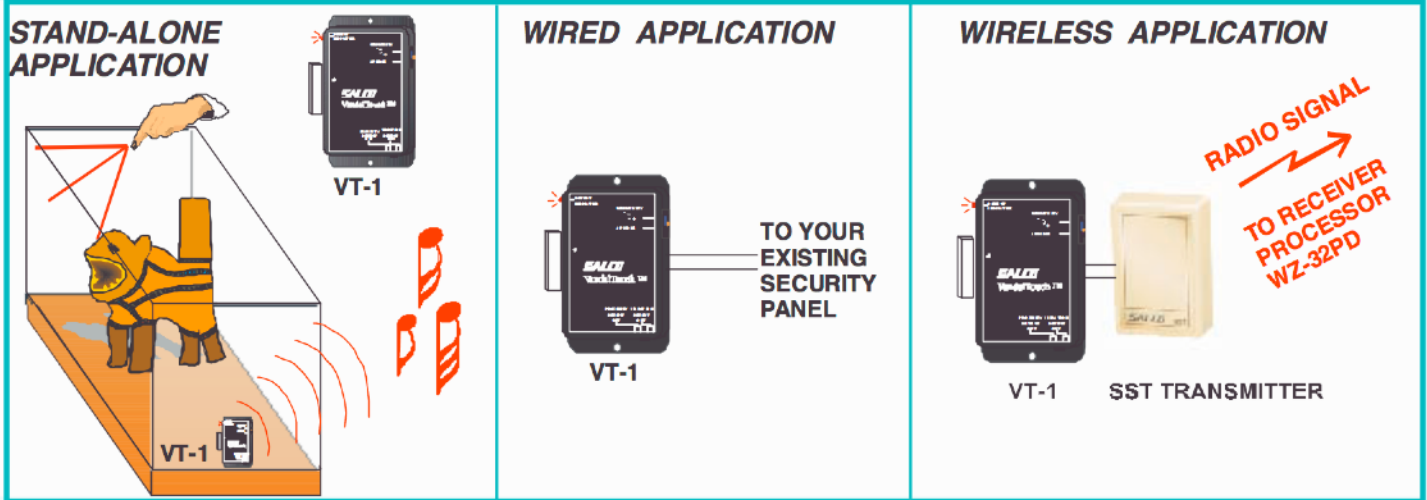 STAND-ALONE
APPLICATION
VT-1
VT-1
WIRED APPLICATION
VT-1
TO YOUR
EXISTING
SECURITY
PANEL
WIRELESS APPLICATION
RADIO SIGNAL
TO RECEIVER
PROCESSOR
WZ-32PD
VT-1
SST TRANSMITTER